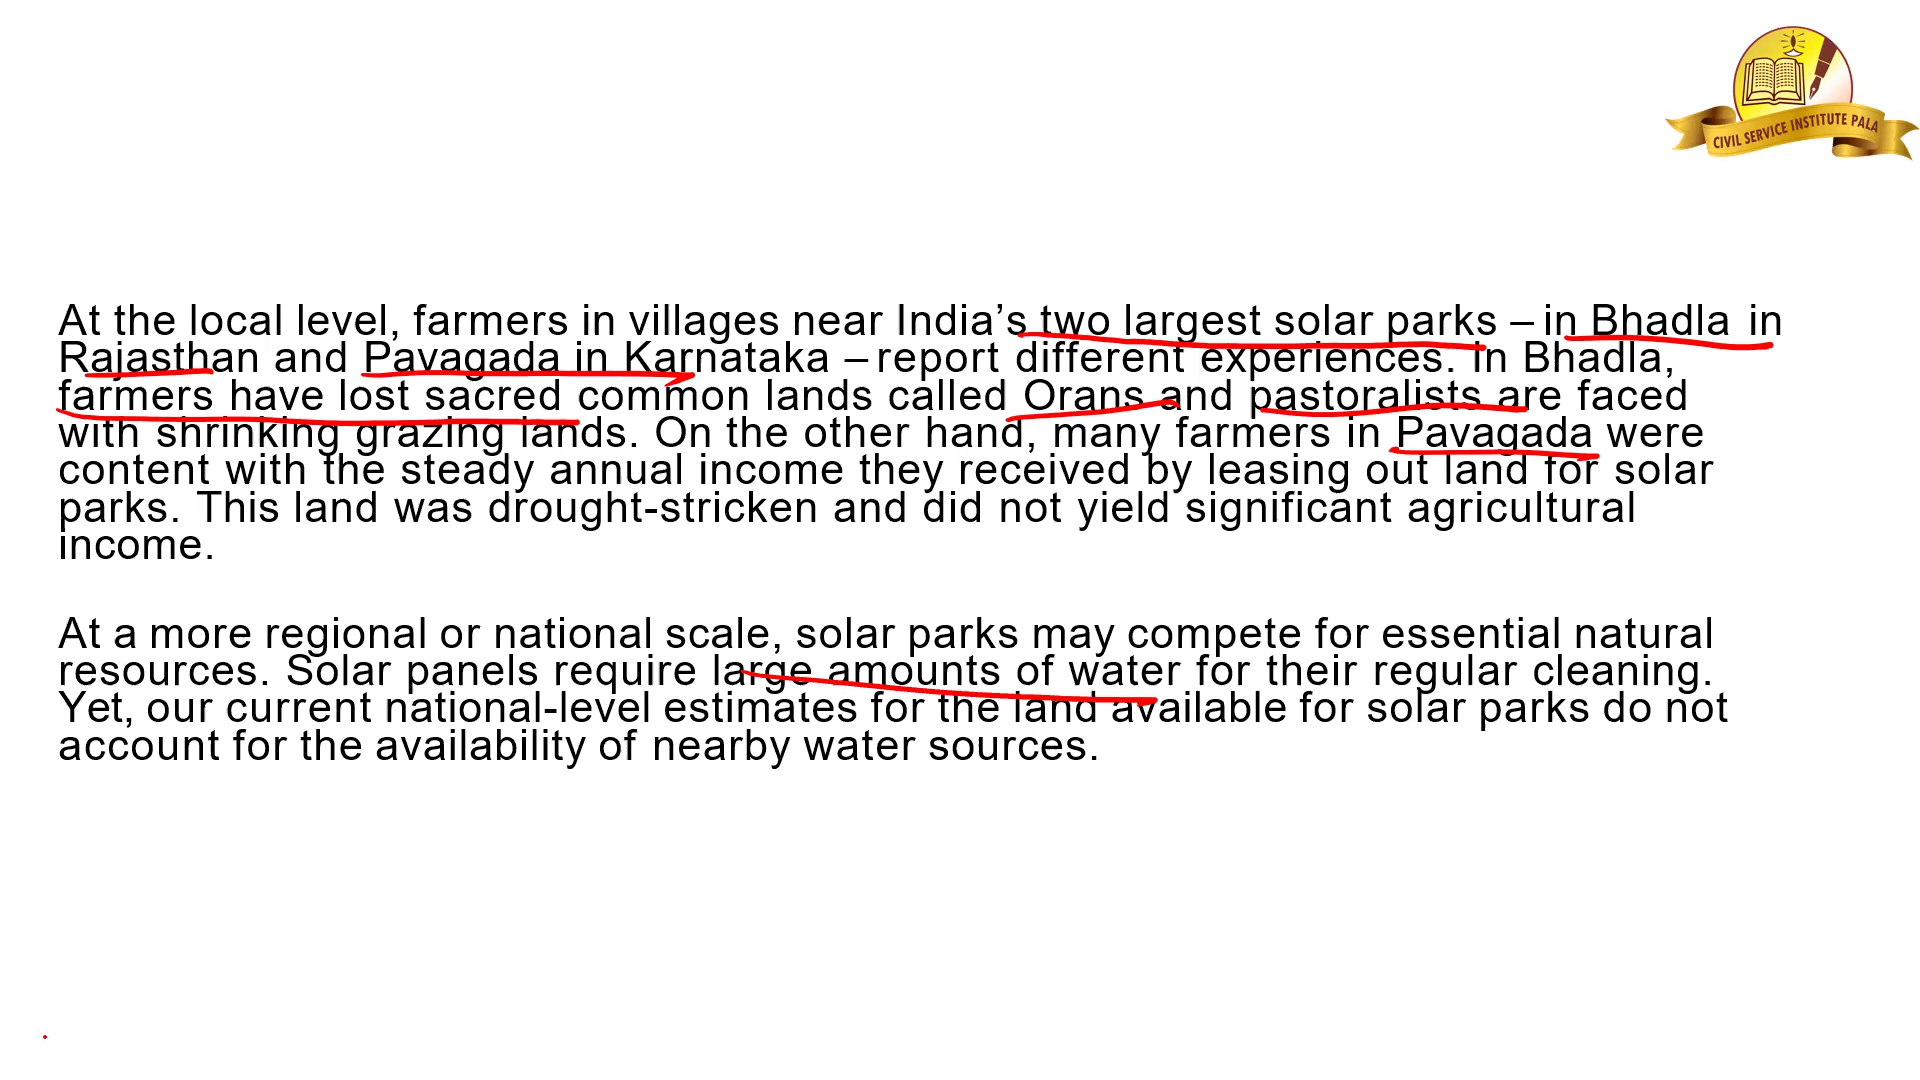 CIVIL SERVICE INSTITUTE PALA
At the local level, farmers in villages near India’s two largest solar parks – in Bhadla in
Rajasthan and Pavagada in Karnataka – report different experiences. In Bhadla,
farmers have lost sacred common lands called Orans and pastoralists are faced
with shrinking grazing lands. On the other hand, many farmers in Pavagada were
content with the steady annual income they received by leasing out land for solar
parks. This land was drought-stricken and did not yield significant agricultural
income.
At a more regional or national scale, solar parks may compete for essential natural
resources. Solar panels require large amounts of water for their regular cleaning.
Yet, our current national-level estimates for the land available for solar parks do not
account for the availability of nearby water sources.